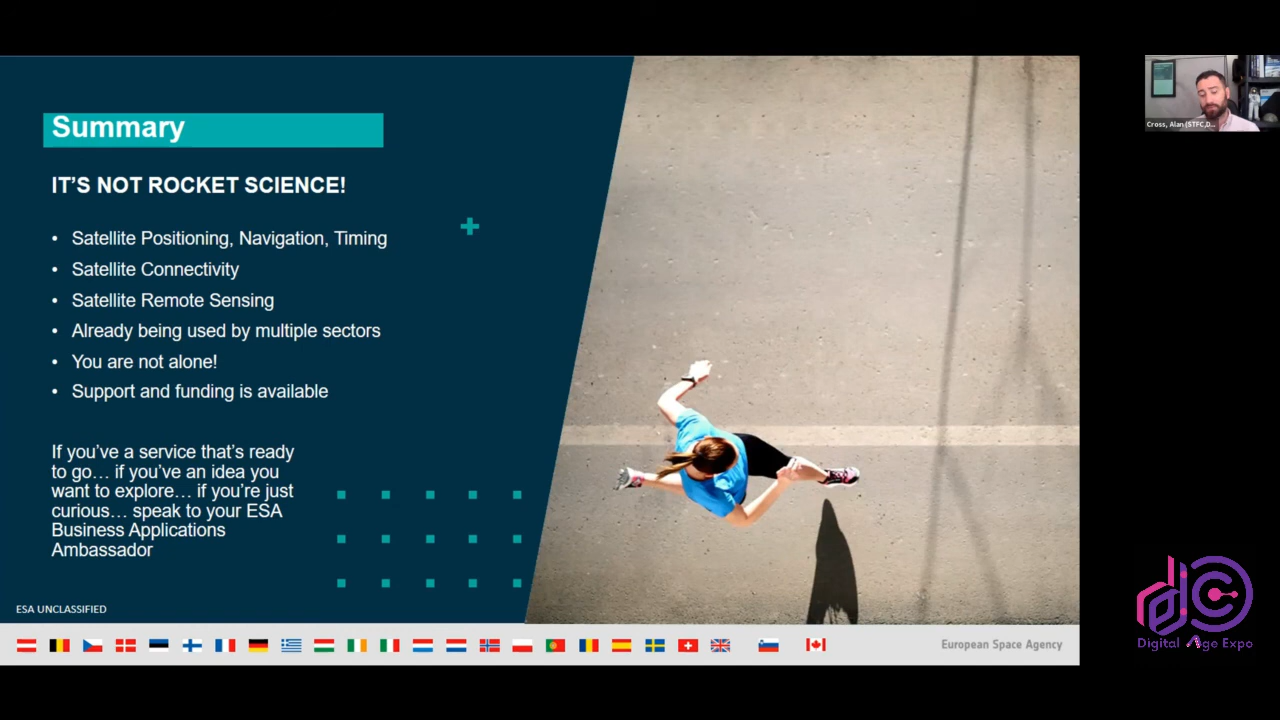 Summary
IT'S NOT ROCKET SCIENCE!
• Satellite Positioning, Navigation, Timing
• Satellite Connectivity
• Satellite Remote Sensing
• Already being used by multiple sectors
• You are not alone!
• Support and funding is available
If you've a service that's ready
to go… if you've an idea you
want to explore… if you're just
curious… speak to your ESA
Business Applications
Ambassador
ESA UNCLASSIFIED
European Space Agency
Cross, Alan (STFC,D...
Digital Age Expo